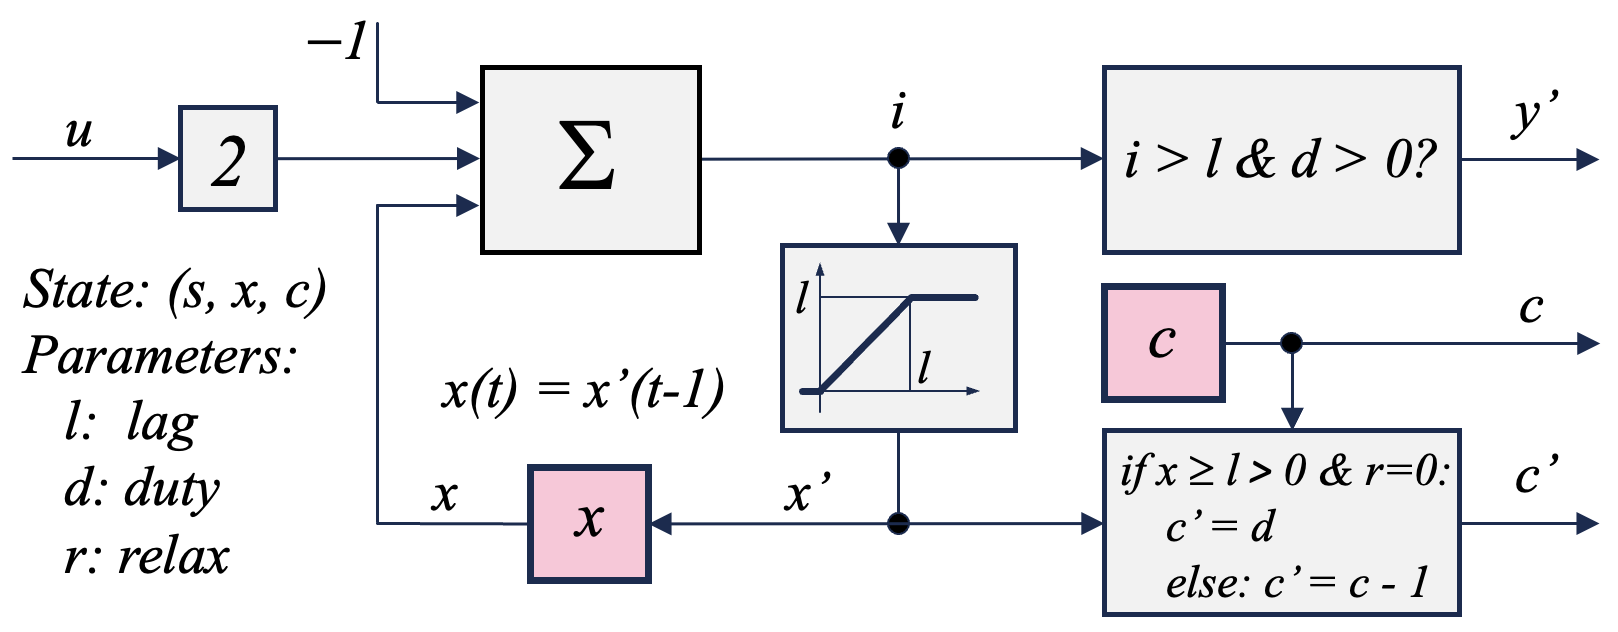 −1
u
2
Σ
i
i > l & d > 0?
y’
State: (s, x, c)
Parameters:
l: lag
d: duty
r: relax
x(t) = x’(t-1)
l
l
c
c
x
x
x’
if x ≥ l > 0 & r=0:
c’ = d
else: c’ = c - 1
c’